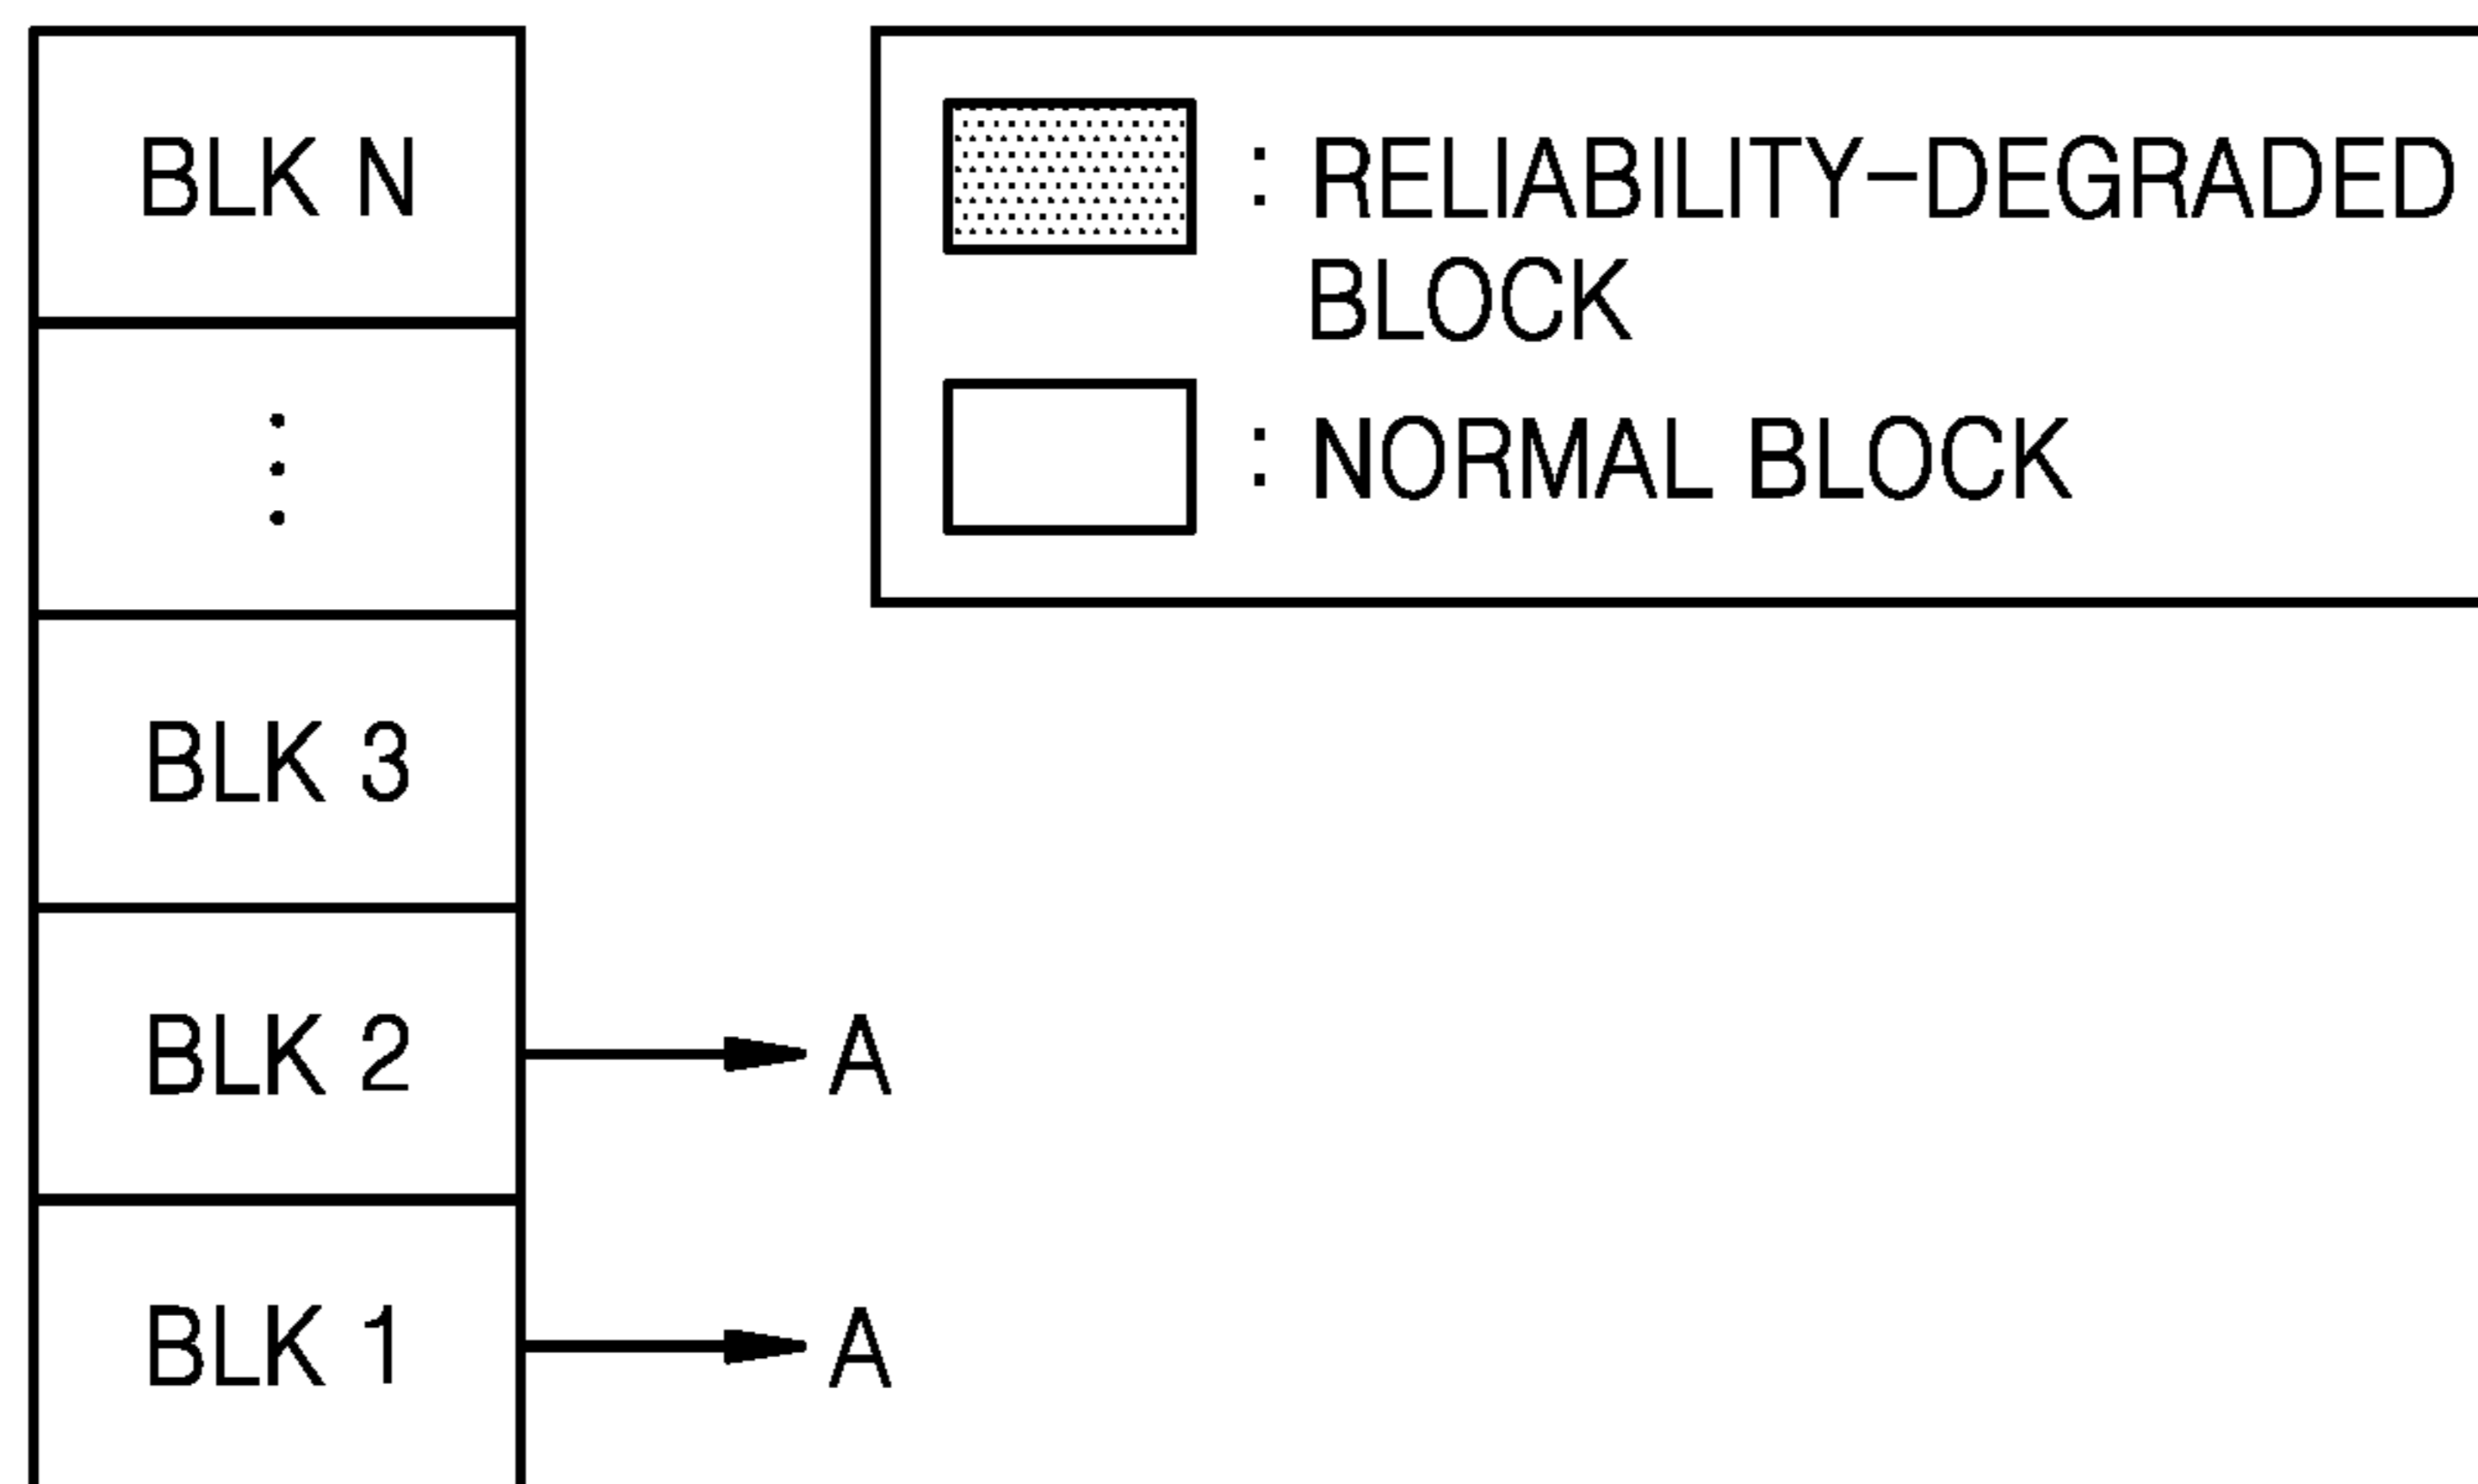 BLK N
: RELIABILITY-DEGRADED
BLOCK
: NORMAL BLOCK
BLK 3
BLK 2
A
BLK 1
A